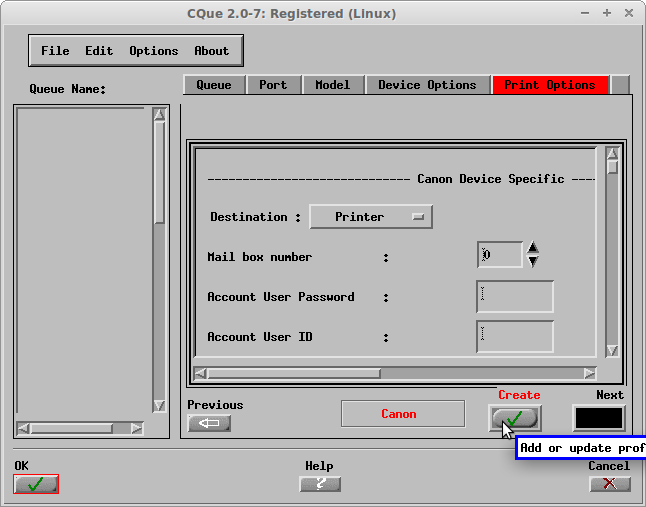 CQue 2.0-7: Registered (Linux)
File Edit Options About
Queue Name:
Queue Port Model Device Options Print Options
Canon Device Specific
Destination : Printer
Mail box number : 0
Account User Password :
Account User ID :
Previous
Canon
Create
Next
Add or update prof
OK
Help
?
Cancel